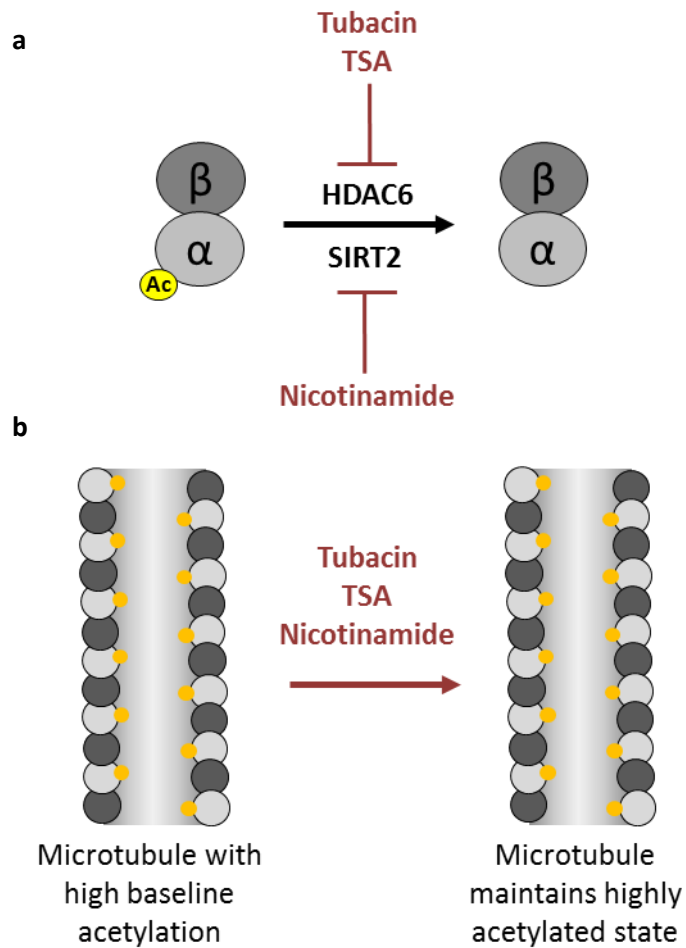 a
Tubacin
TSA
β
HDAC6
β
α
SIRT2
α
Ac
Nicotinamide
b
Tubacin
TSA
Nicotinamide
Microtubule with
high baseline
acetylation
Microtubule
maintains highly
acetylated state